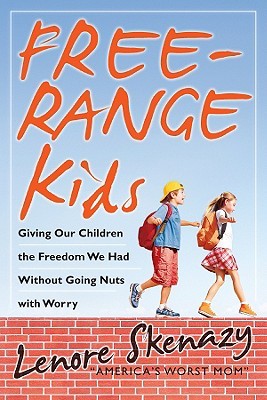 FREE-
RANGE
Kids
Giving Our Children
the Freedom We Had
Without Going Nuts
with Worry
Lenore Skenazy
"AMERICA'S WORST MOM"